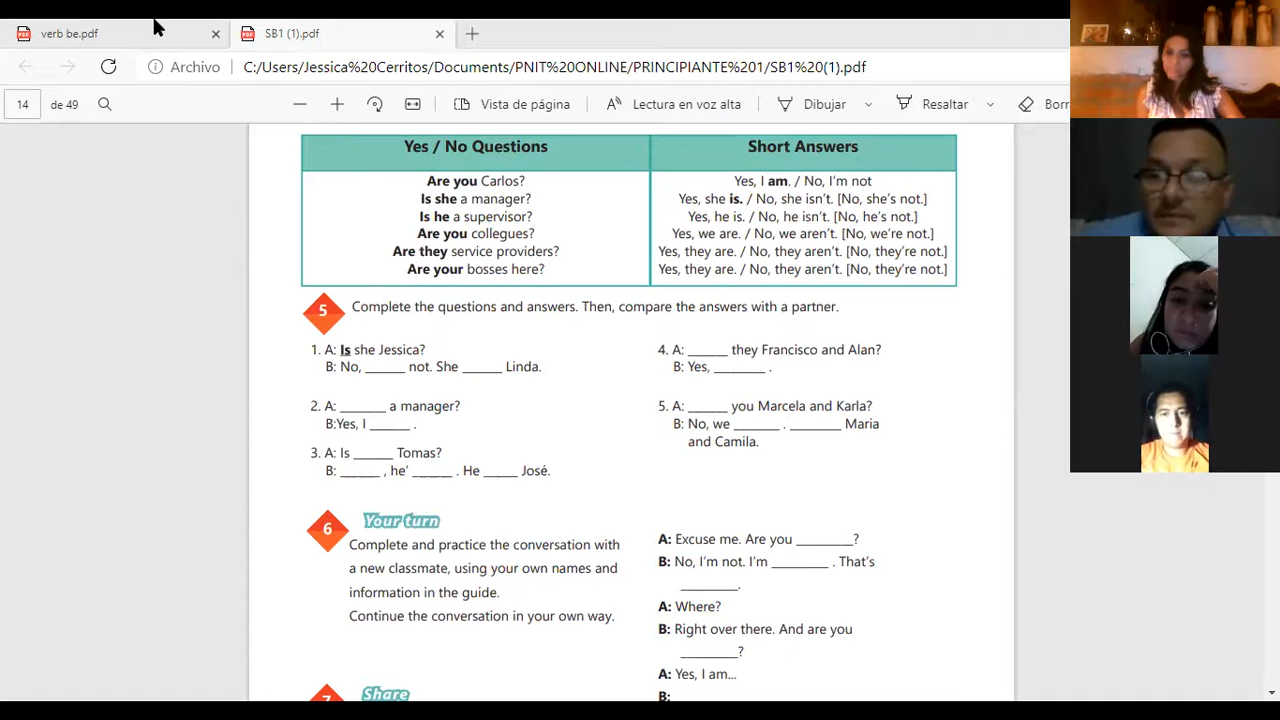 verb be.pdf
SB1 (1).pdf
Archivo
C:/Users/Jessica%20Cerritos/Documents/PNIT%20ONLINE/PRINCIPIANTE%201/SB1%20(1).pdf
14 de 49
Vista de página
Lectura en voz alta
Dibujar
Resaltar
Borr
Yes / No Questions
Short Answers
Are you Carlos?
Yes, I am. / No, I'm not
Is she a manager?
Yes, she is. / No, she isn't. [No, she's not.]
Is he a supervisor?
Yes, he is. / No, he isn't. [No, he's not.]
Are you collegues?
Yes, we are. / No, we aren't. [No, we're not.]
Are they service providers?
Yes, they are. / No, they aren't. [No, they're not.]
Are your bosses here?
Yes, they are. / No, they aren't. [No, they're not.]
5
Complete the questions and answers. Then, compare the answers with a partner.
1. A: Is she Jessica?
B: No, ______ not. She ______ Linda.
2. A: _______ a manager?
B:Yes, I ______ .
3. A: Is ______ Tomas?
B: ______ , he' ______ . He _____ José.
4. A: ______ they Francisco and Alan?
B: Yes, ________ .
5. A: ______ you Marcela and Karla?
B: No, we _______ . ________ Maria
and Camila.
6
Your turn
Complete and practice the conversation with
a new classmate, using your own names and
information in the guide.
Continue the conversation in your own way.
A: Excuse me. Are you _________?
B: No, I'm not. I'm _________ . That's
_________.
A: Where?
B: Right over there. And are you
_________?
A: Yes, I am...
B:
7
Share